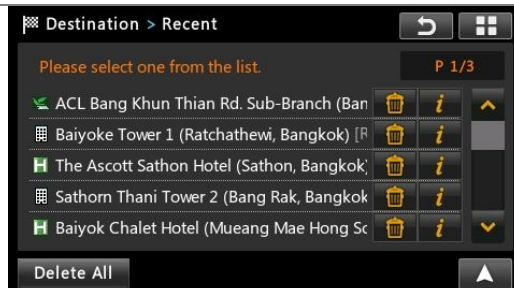 Destination > Recent
Please select one from the list.
P 1/3
ACL Bang Khun Thian Rd. Sub-Branch (Ban
Baiyoke Tower 1 (Ratchathewi, Bangkok) [R
H The Ascott Sathon Hotel (Sathon, Bangkok)
Sathorn Thani Tower 2 (Bang Rak, Bangkok
H Baiyok Chalet Hotel (Mueang Mae Hong So
Delete All